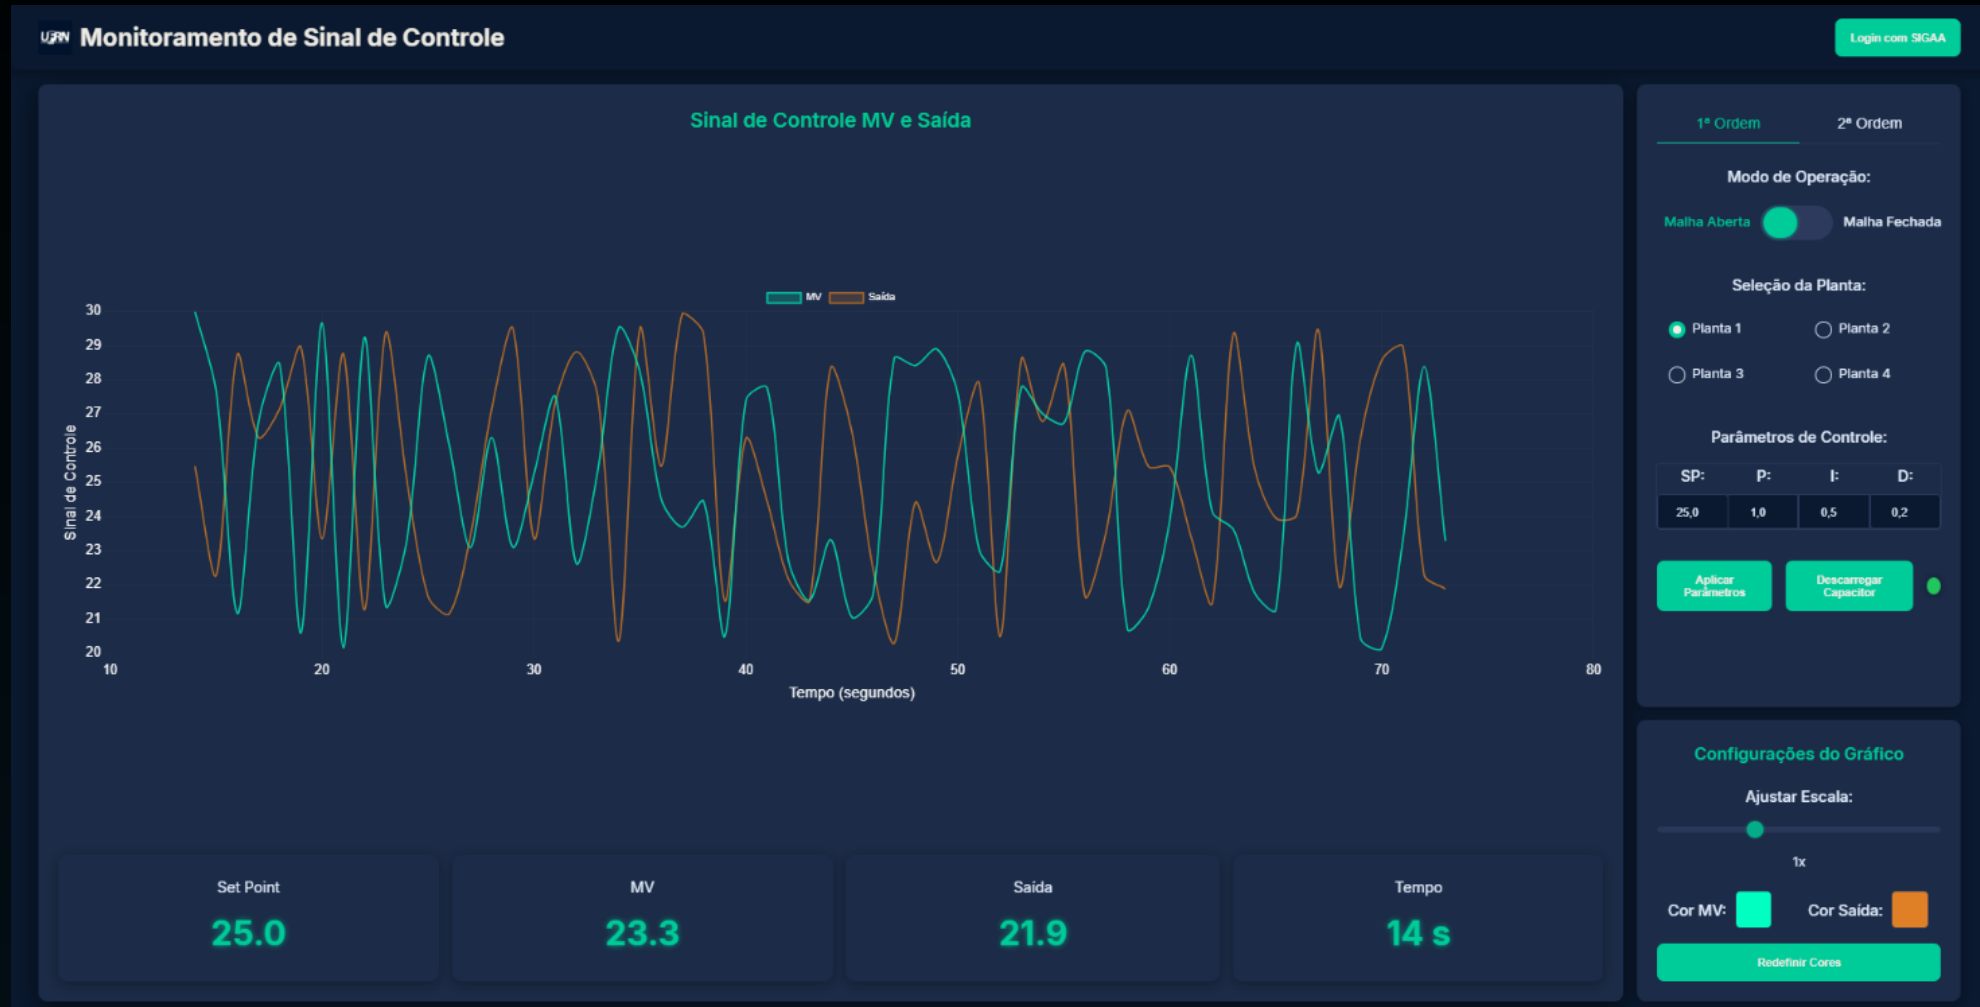 UFRN Monitoramento de Sinal de Controle
Login com SIGAA
Sinal de Controle MV e Saída
MV Saída
Sinal de Controle
30
29
28
27
26
25
24
23
22
21
20
10 20 30 40 50 60 70 80
Tempo (segundos)
Set Point
25.0
MV
23.3
Saída
21.9
Tempo
14 s
1ª Ordem 2ª Ordem
Modo de Operação:
Malha Aberta Malha Fechada
Seleção da Planta:
Planta 1 Planta 2
Planta 3 Planta 4
Parâmetros de Controle:
SP: P: I: D:
25,0 1,0 0,5 0,2
Aplicar
Parâmetros
Descarregar
Capacitor
Configurações do Gráfico
Ajustar Escala:
1x
Cor MV: Cor Saída:
Redefinir Cores